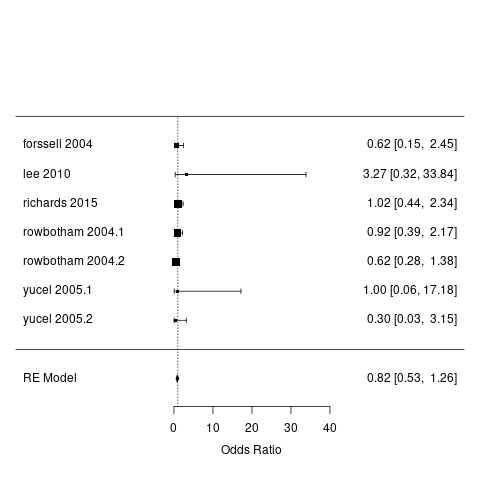 forssell 2004 0.62 [0.15, 2.45]
lee 2010 3.27 [0.32, 33.84]
richards 2015 1.02 [0.44, 2.34]
rowbotham 2004.1 0.92 [0.39, 2.17]
rowbotham 2004.2 0.62 [0.28, 1.38]
yucel 2005.1 1.00 [0.06, 17.18]
yucel 2005.2 0.30 [0.03, 3.15]
RE Model 0.82 [0.53, 1.26]
0 10 20 30 40
Odds Ratio